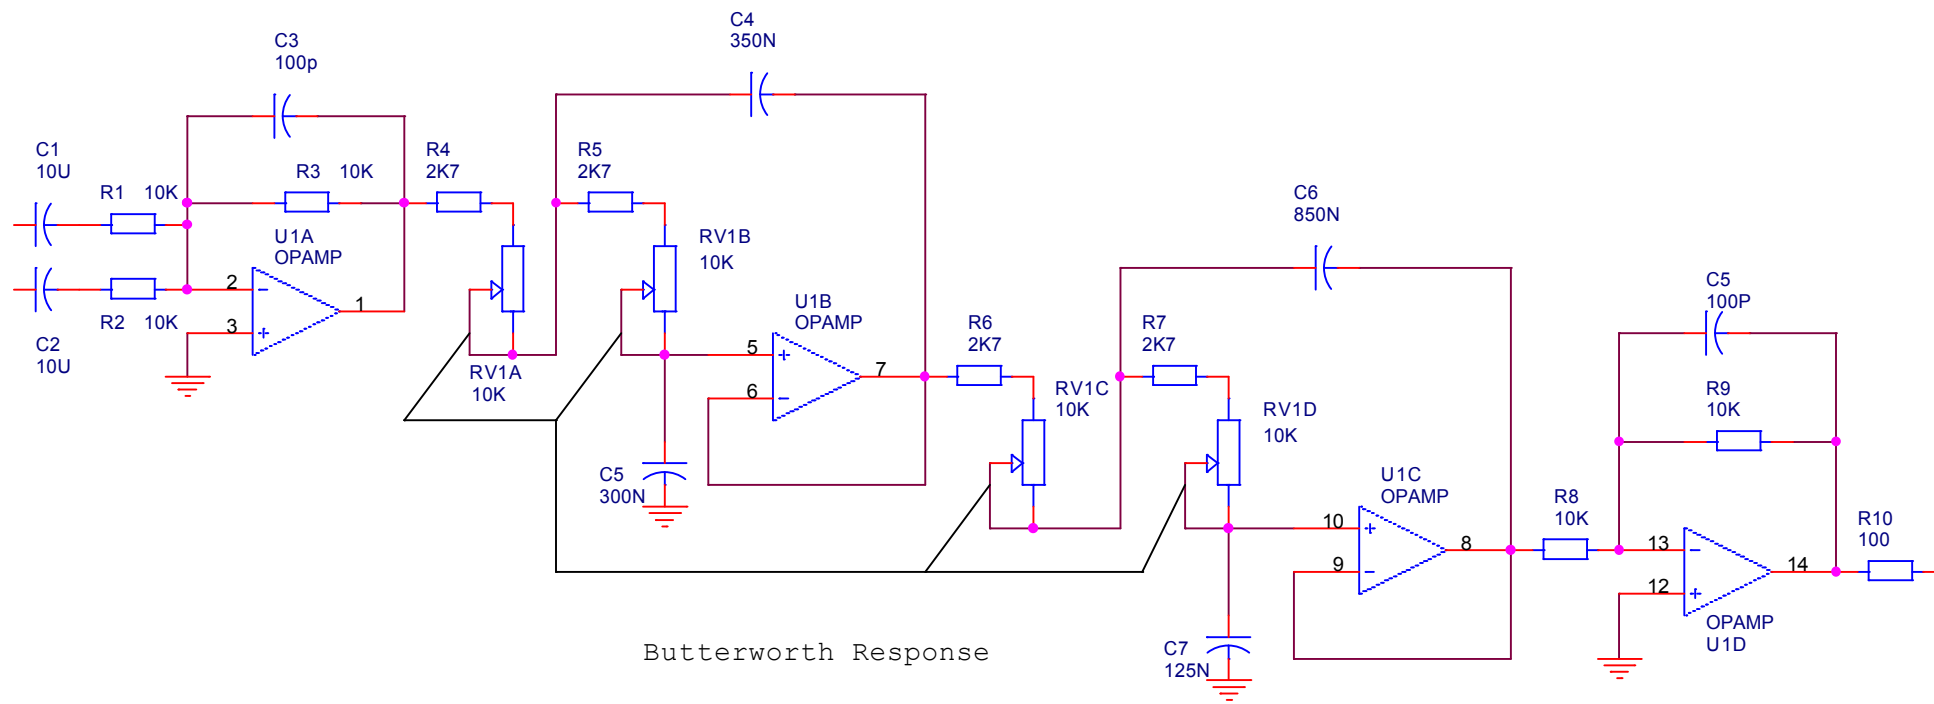 C4
350N
C3
100p
C1
10U
R1 10K
R3 10K
R4
2K7
R5
2K7
C6
850N
U1A
OPAMP
RV1B
10K
2
3
1
R2 10K
C2
10U
RV1A
10K
U1B
OPAMP
5
6
7
R6
2K7
R7
2K7
C5
100P
RV1C
10K
RV1D
10K
R9
10K
C5
300N
U1C
OPAMP
10
9
8
R8
10K
13
12
14
R10
100
OPAMP
U1D
Butterworth Response
C7
125N